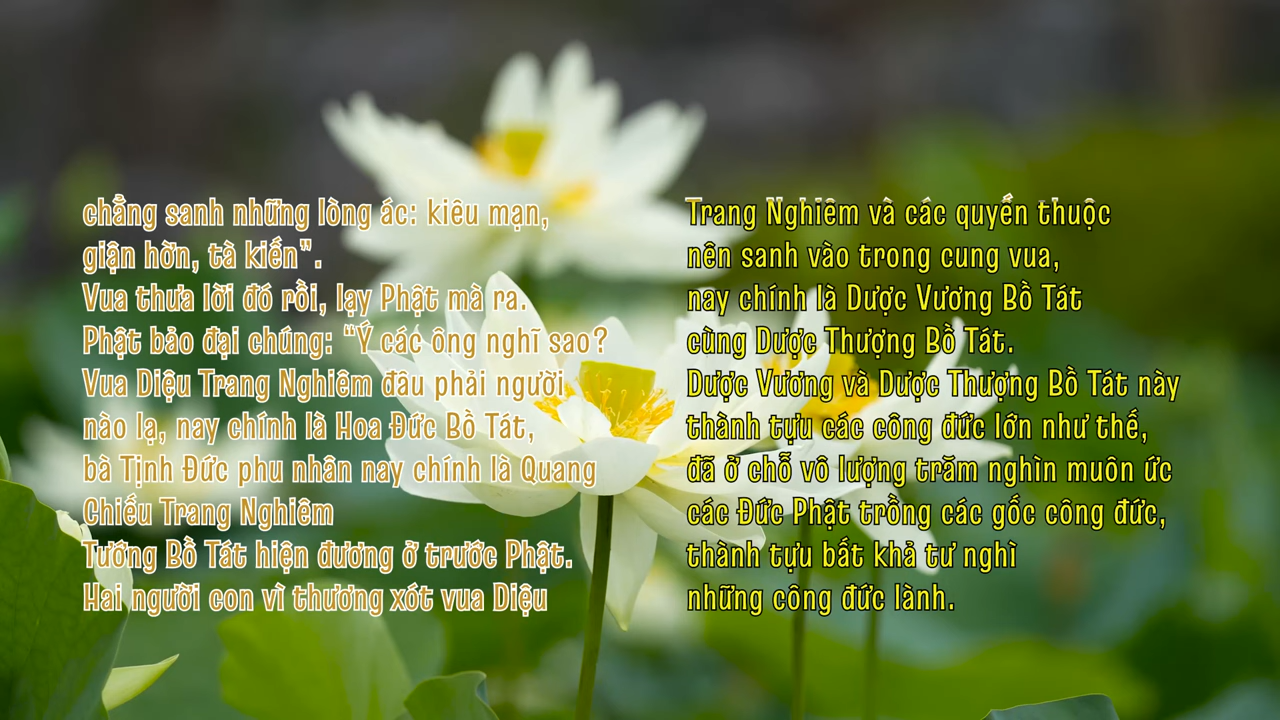 chẳng sanh những lòng ác: kiêu mạn,
giận hờn, tà kiến".
Vua thưa lời đó rồi, lạy Phật mà ra.
Phật bảo đại chúng: “Ý các ông nghĩ sao?
Vua Diệu Trang Nghiêm đâu phải người
nào lạ, nay chính là Hoa Đức Bồ Tát,
bà Tịnh Đức phu nhân nay chính là Quang
Chiếu Trang Nghiêm
Tướng Bồ Tát hiện đương ở trước Phật.
Hai người con vì thương xót vua Diệu
Trang Nghiêm và các quyến thuộc
nên sanh vào trong cung vua,
nay chính là Dược Vương Bồ Tát
cùng Dược Thượng Bồ Tát.
Dược Vương và Dược Thượng Bồ Tát này
thành tựu các công đức lớn như thế,
đã ở chỗ vô lượng trăm nghìn muôn ức
các Đức Phật trồng các gốc công đức,
thành tựu bất khả tư nghì
những công đức lành.